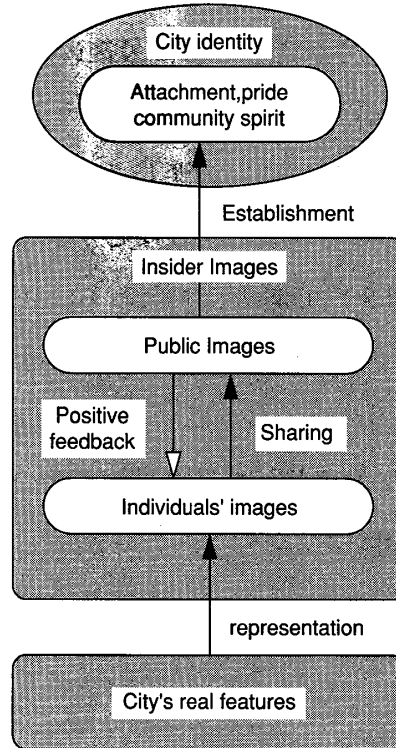 City identity
Attachment,pride
community spirit
Establishment
Insider Images
Public Images
Positive
feedback
Sharing
Individuals' images
representation
City's real features